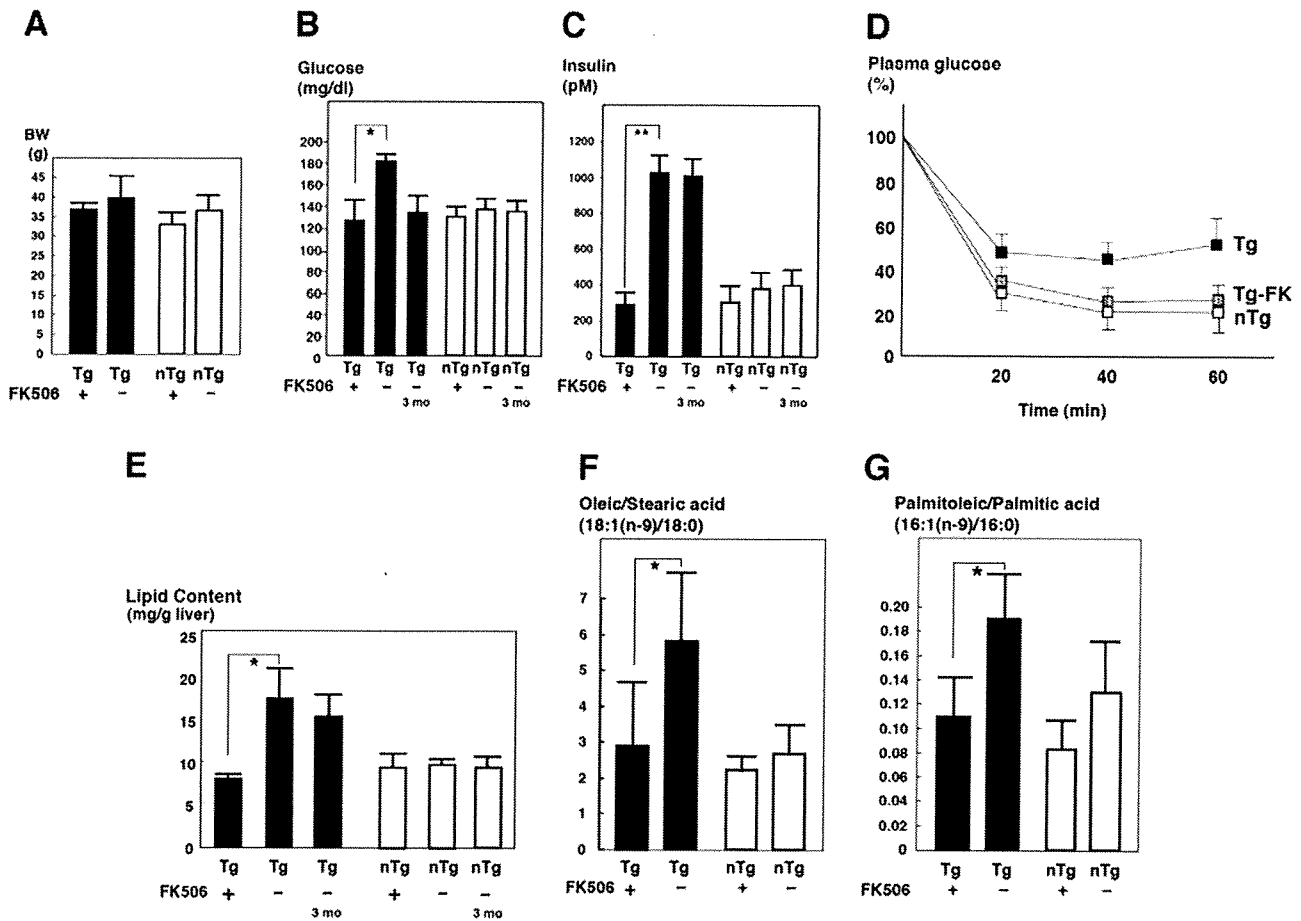 A
BW
(g)
45
40
35
30
25
20
15
10
5
0
Tg Tg nTg nTg
FK506 + − + −
B
Glucose
(mg/dl)
200
180
160
140
120
100
80
60
40
20
0
*
Tg Tg Tg nTg nTg nTg
FK506 + − − + − −
3 mo 3 mo
C
Insulin
(pM)
1200
1000
800
600
400
200
0
**
Tg Tg Tg nTg nTg nTg
FK506 + − − + − −
3 mo 3 mo
D
Plasma glucose
(%)
100
80
60
40
20
0
Tg
Tg-FK
nTg
20 40 60
Time (min)
E
Lipid Content
(mg/g liver)
25
20
15
10
5
0
*
Tg Tg Tg nTg nTg nTg
FK506 + − − + − −
3 mo 3 mo
F
Oleic/Stearic acid
(18:1(n-9)/18:0)
7
6
5
4
3
2
1
0
*
Tg Tg nTg nTg
FK506 + − + −
G
Palmitoleic/Palmitic acid
(16:1(n-9)/16:0)
0.20
0.18
0.16
0.14
0.12
0.10
0.08
0.06
0.04
0.02
0
*
Tg Tg nTg nTg
FK506 + − + −